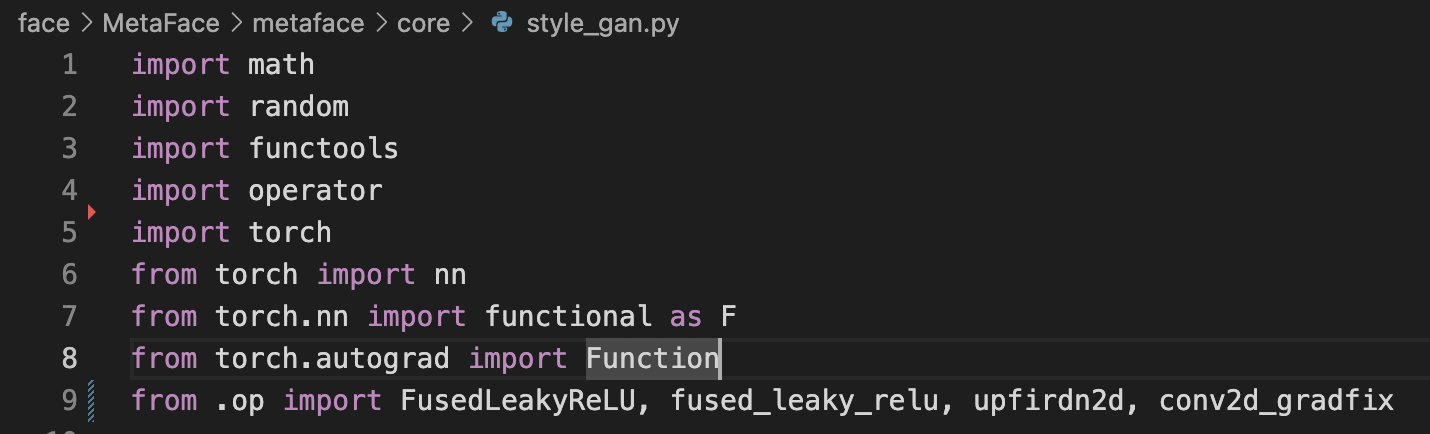 face > MetaFace > metaface > core > style_gan.py
1 import math
2 import random
3 import functools
4 import operator
5 import torch
6 from torch import nn
7 from torch.nn import functional as F
8 from torch.autograd import Function
9 from .op import FusedLeakyReLU, fused_leaky_relu, upfirdn2d, conv2d_gradfix